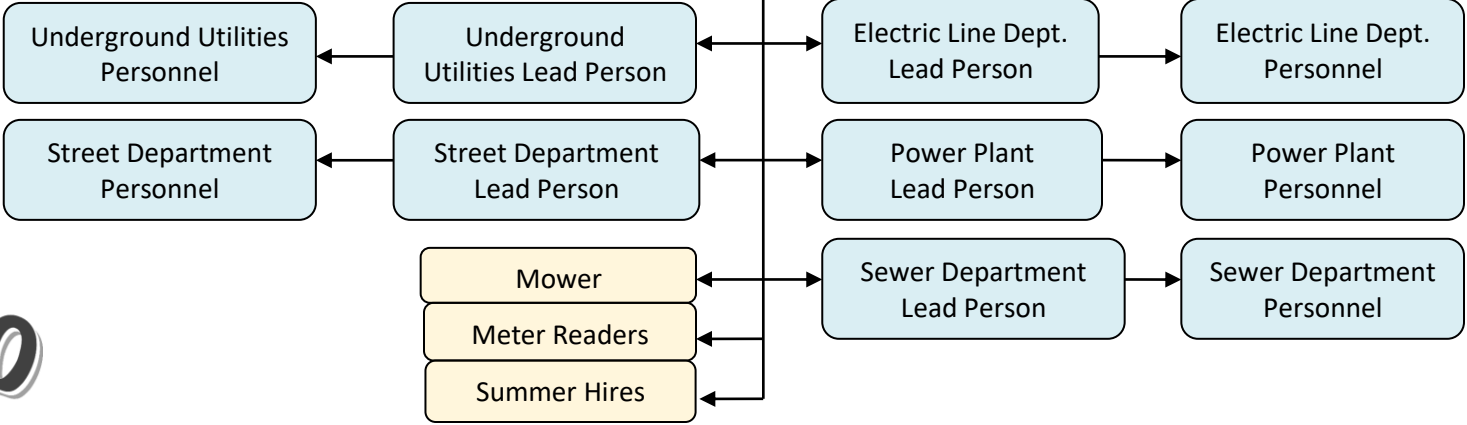 Underground Utilities
Personnel
Underground
Utilities Lead Person
Electric Line Dept.
Lead Person
Electric Line Dept.
Personnel
Street Department
Personnel
Street Department
Lead Person
Power Plant
Lead Person
Power Plant
Personnel
Mower
Sewer Department
Lead Person
Sewer Department
Personnel
Meter Readers
Summer Hires